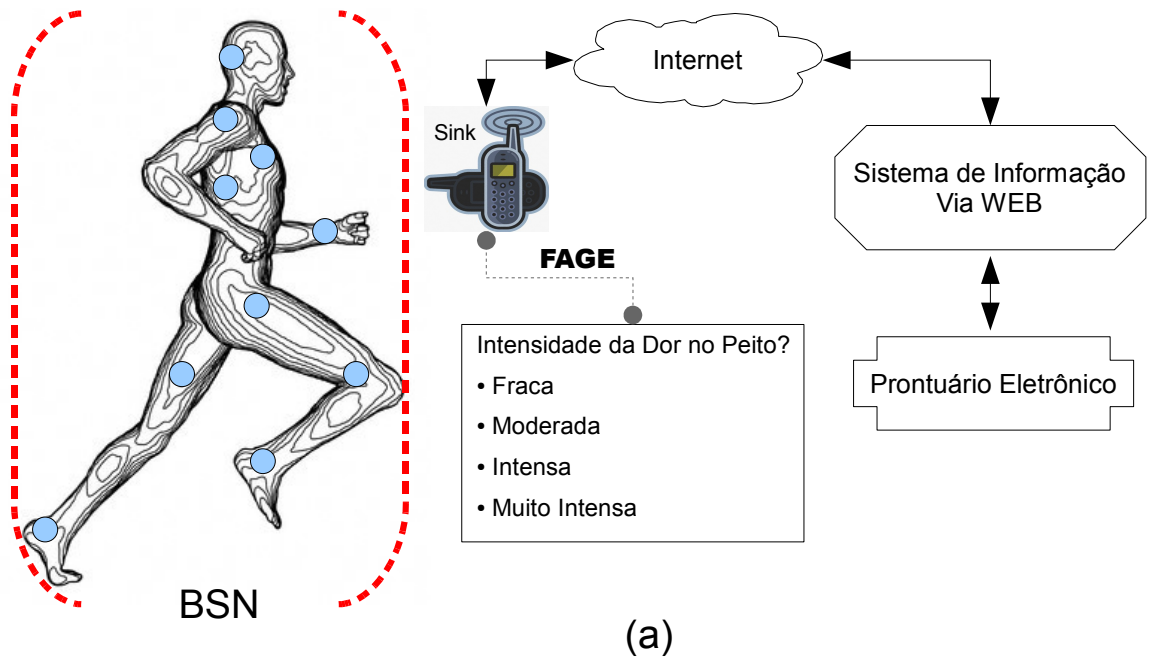 Internet
Sink
Sistema de Informação
Via WEB
FAGE
Intensidade da Dor no Peito?
• Fraca
• Moderada
• Intensa
• Muito Intensa
Prontuário Eletrônico
BSN
(a)